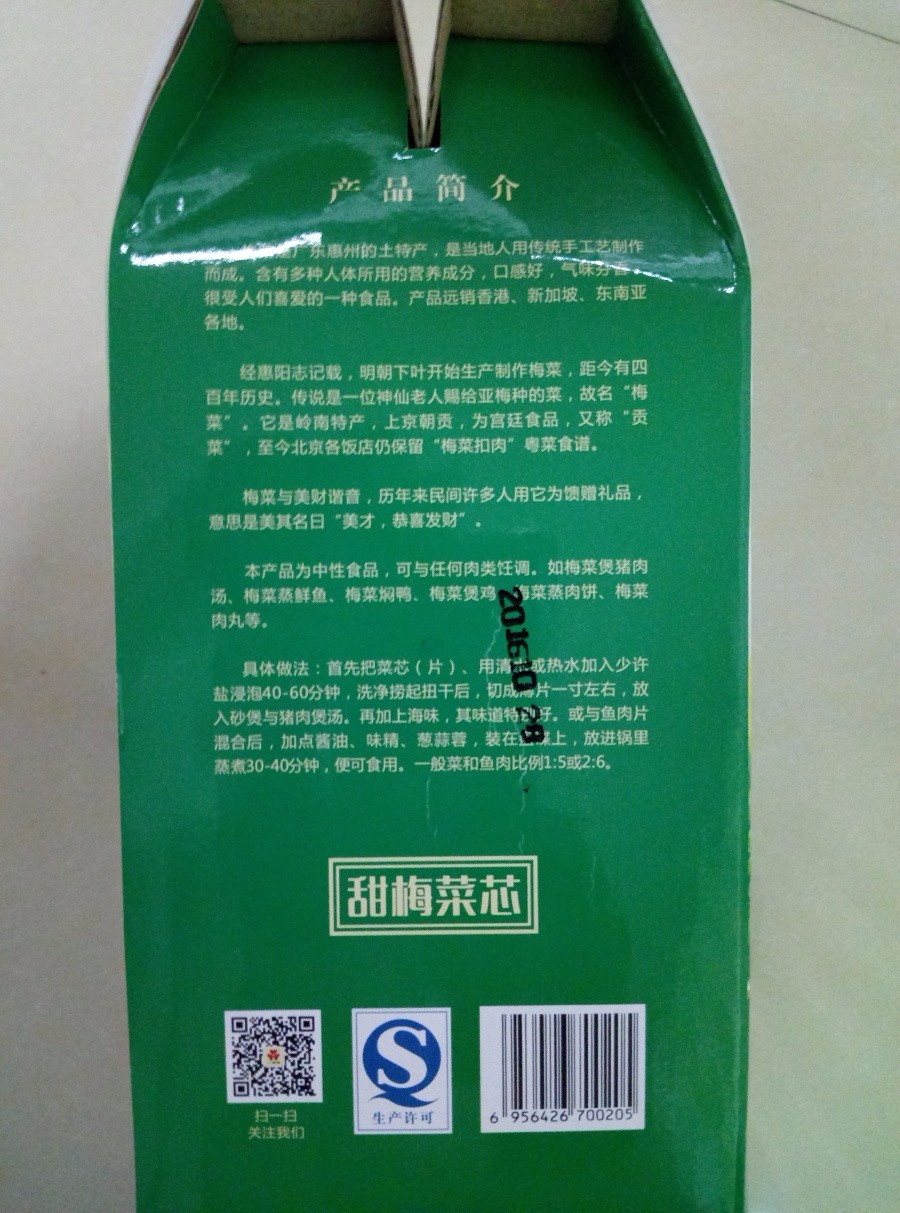 产品简介
是广东惠州的土特产，是当地人用传统手工艺制作
而成。含有多种人体所用的营养成分，口感好，气味芬香
很受人们喜爱的一种食品。产品远销香港、新加坡、东南亚
各地。
经惠阳志记载，明朝下叶开始生产制作梅菜，距今有四
百年历史。传说是一位神仙老人赐给亚梅种的菜，故名“梅
菜”。它是岭南特产，上京朝贡，为宫廷食品，又称“贡
菜”，至今北京各饭店仍保留“梅菜扣肉”粤菜食谱。
梅菜与美财谐音，历年来民间许多人用它为馈赠礼品，
意思是美其名曰“美才，恭喜发财”。
本产品为中性食品，可与任何肉类饪调。如梅菜煲猪肉
汤、梅菜蒸鲜鱼、梅菜焖鸭、梅菜煲鸡、梅菜蒸肉饼、梅菜
肉丸等。
具体做法：首先把菜芯（片）、用清水或热水加入少许
盐浸泡40-60分钟，洗净捞起扭干后，切成薄片一寸左右，放
入砂煲与猪肉煲汤。再加上海味，其味道特别好。或与鱼肉片
混合后，加点酱油、味精、葱蒜蓉，装在碟上，放进锅里
蒸煮30-40分钟，便可食用。一般菜和鱼肉比例1:5或2:6。
2016.10 28
甜梅菜芯
扫一扫
关注我们
S
生产许可
6 956426 700205